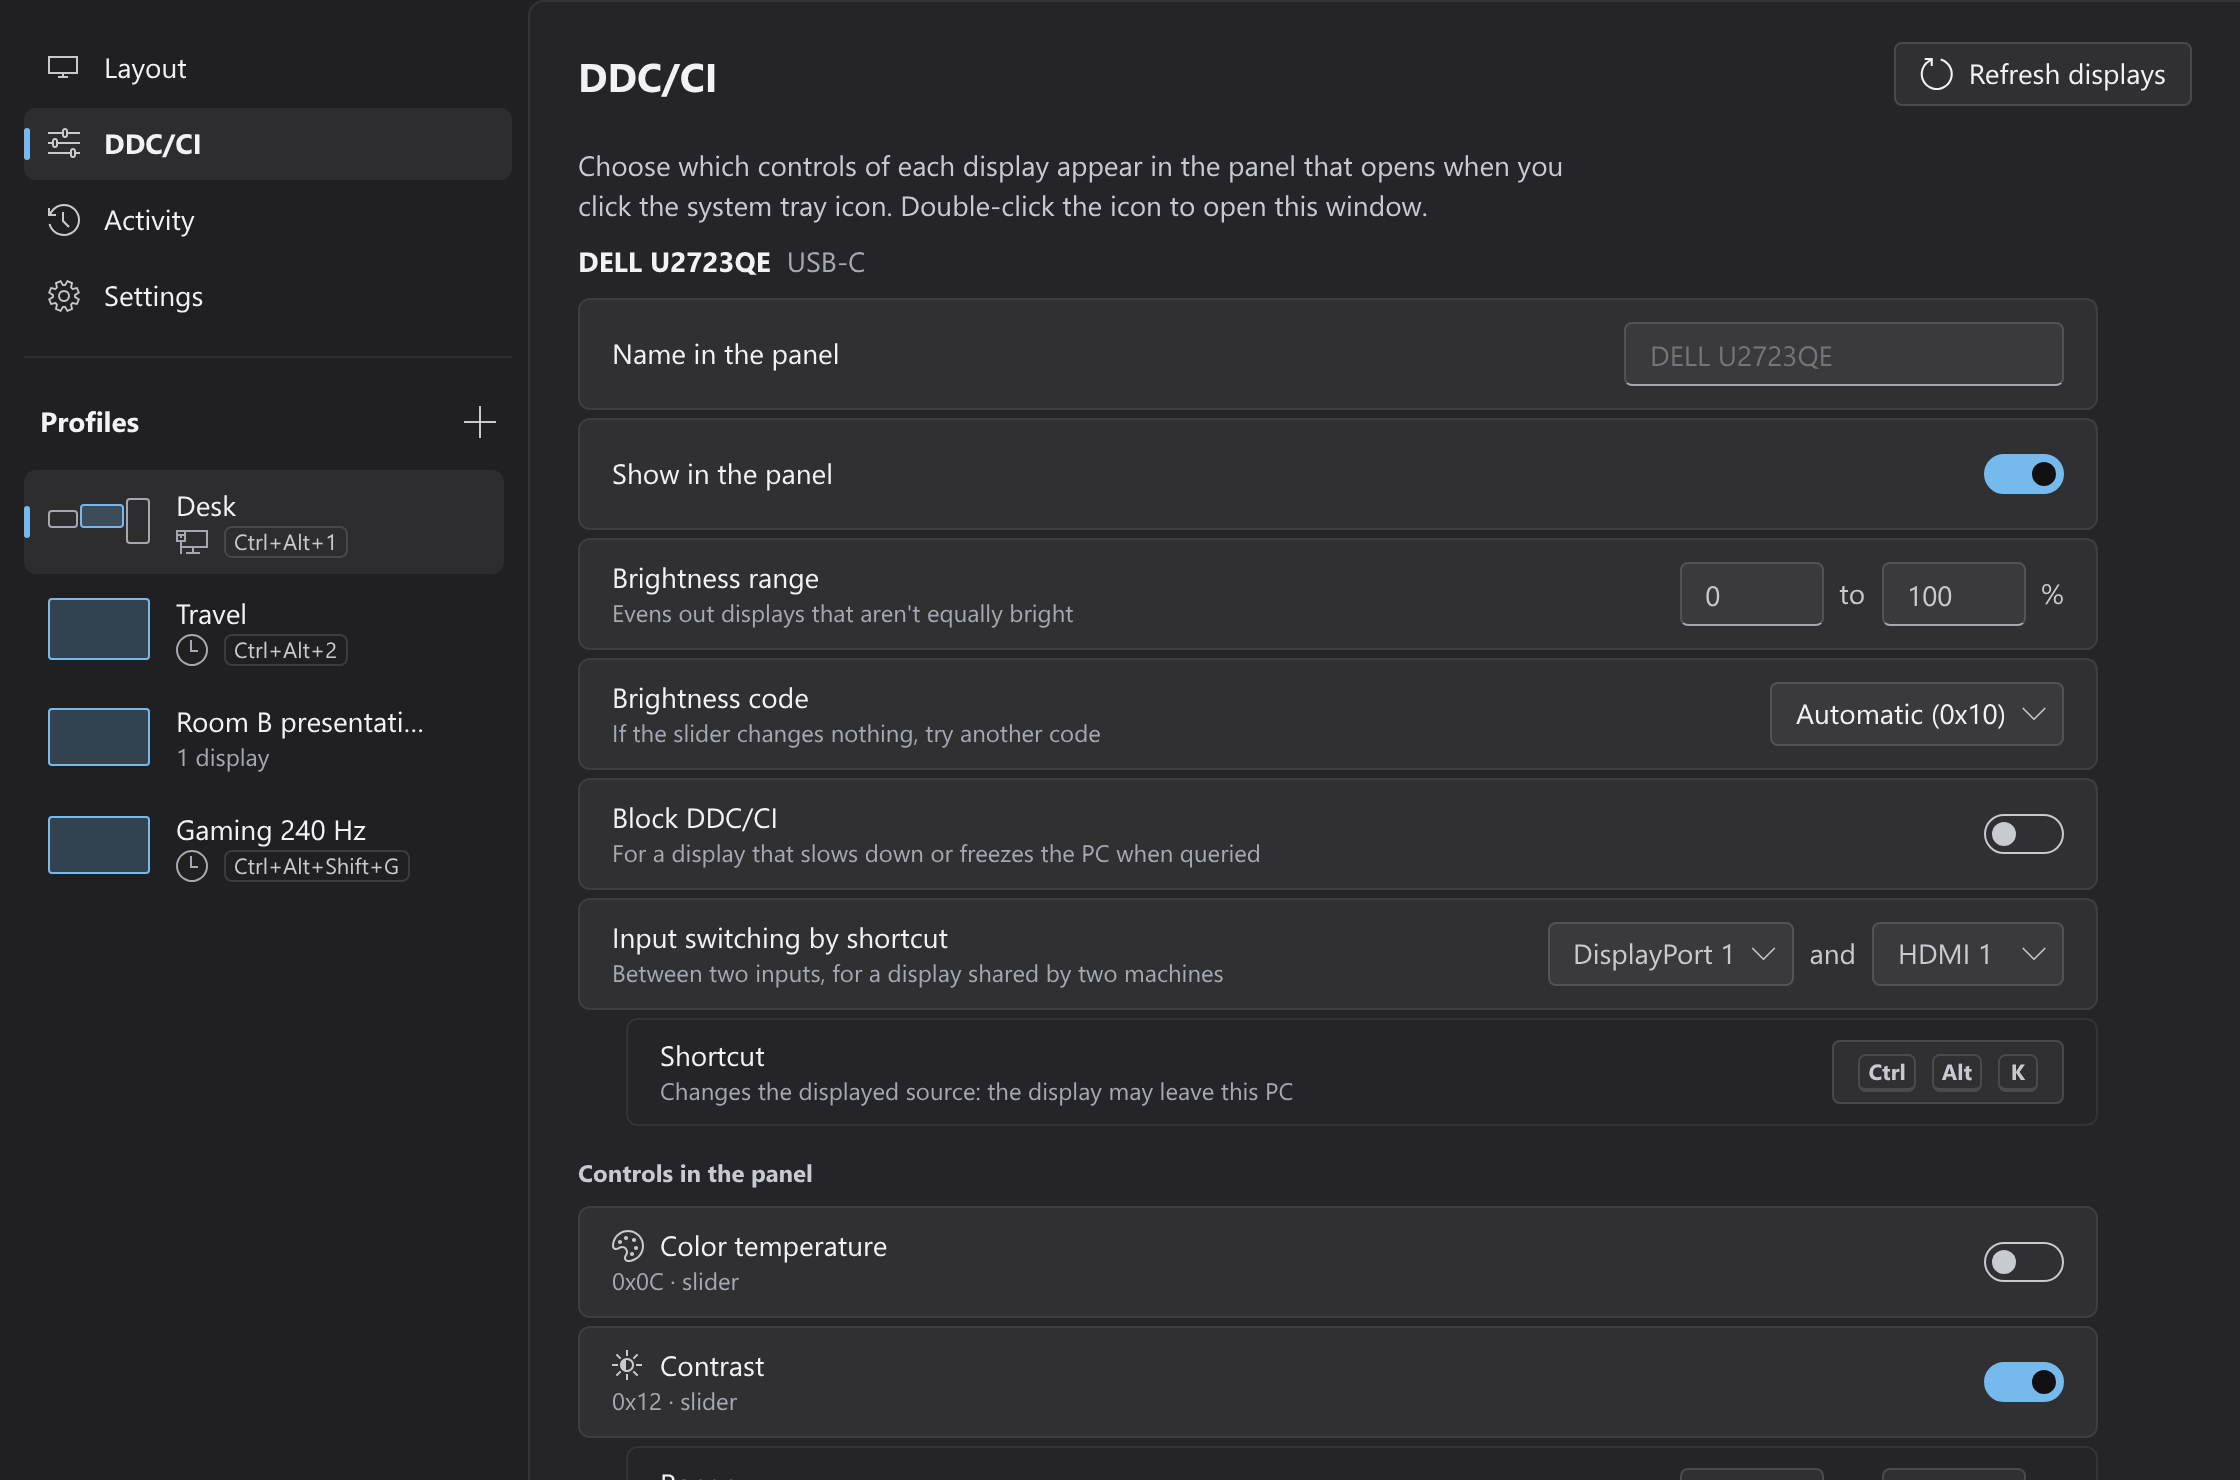 Layout
DDC/CI
Activity
Settings
Profiles
Desk
Ctrl+Alt+1
Travel
Ctrl+Alt+2
Room B presentati...
1 display
Gaming 240 Hz
Ctrl+Alt+Shift+G
DDC/CI
Refresh displays
Choose which controls of each display appear in the panel that opens when you
click the system tray icon. Double-click the icon to open this window.
DELL U2723QE USB-C
Name in the panel
DELL U2723QE
Show in the panel
Brightness range
Evens out displays that aren't equally bright
0 to 100 %
Brightness code
If the slider changes nothing, try another code
Automatic (0x10)
Block DDC/CI
For a display that slows down or freezes the PC when queried
Input switching by shortcut
Between two inputs, for a display shared by two machines
DisplayPort 1 and HDMI 1
Shortcut
Changes the displayed source: the display may leave this PC
Ctrl Alt K
Controls in the panel
Color temperature
0x0C · slider
Contrast
0x12 · slider